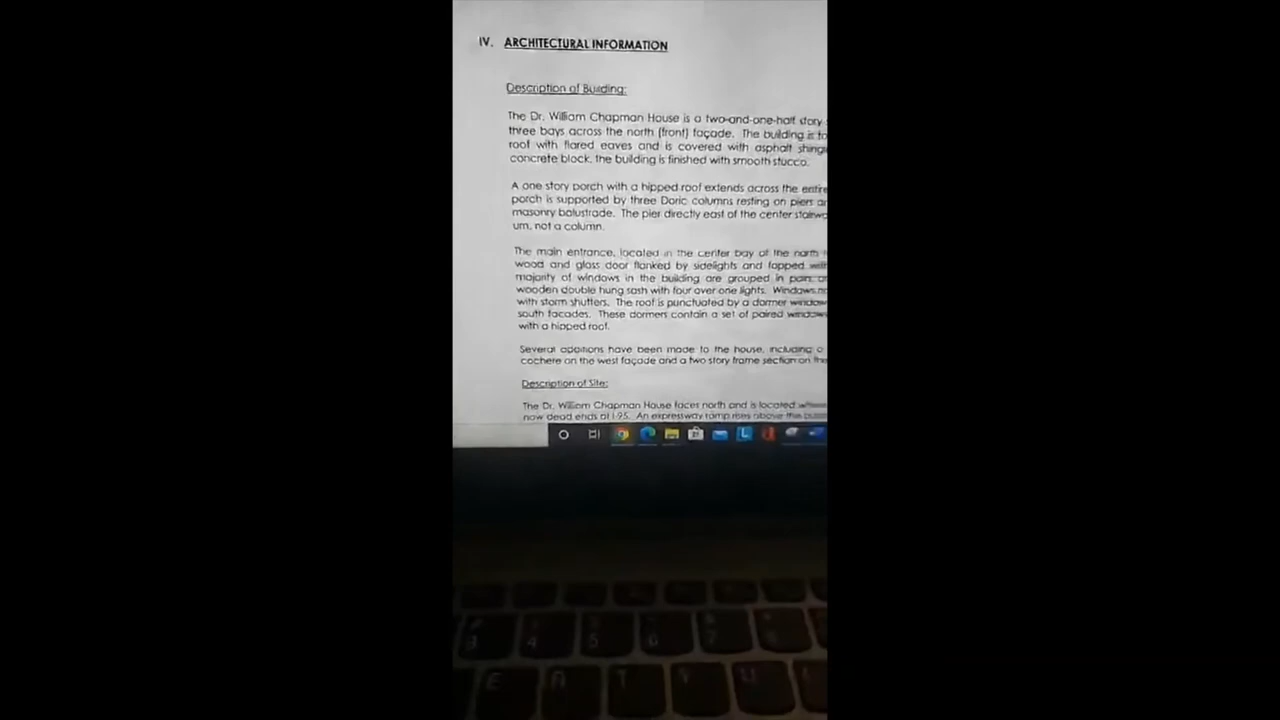 IV. ARCHITECTURAL INFORMATION
Description of Building:
The Dr. William Chapman House is a two-and-one-half story
three bays across the north (front) façade. The building is
roof with flared eaves and is covered with asphalt
concrete block, the building is finished with smooth stucco.
A one story porch with a hipped roof extends across the entire
porch is supported by three Doric columns resting on piers
masonry balustrade. The pier directly east of the center
um, not a column.
The main entrance, located in the center bay of the north
wood and glass door flanked by sidelights and topped
majority of windows in the building are grouped in
wooden double hung sash with four over one lights. Windows
with storm shutters. The roof is punctuated by a dormer window
south facades. These dormers contain a set of paired windows
with a hipped roof.
Several additions have been made to the house, including
cochere on the west façade and a two story frame section on the
Description of Site:
The Dr. William Chapman House faces north and is located
now dead ends at I 95. An expressway ramp rises above the
3 4 5 6 7
E R T Y U